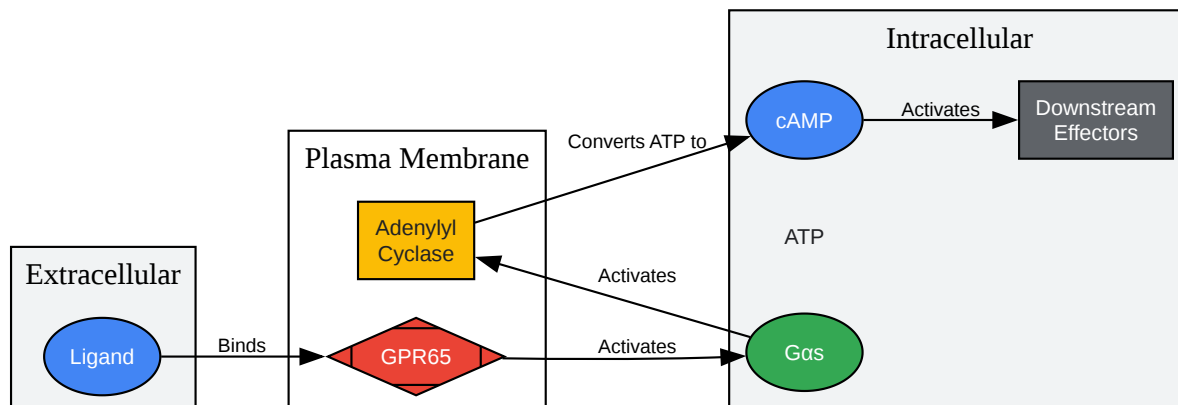 Intracellular
cAMP
Activates
Downstream
Effectors
Converts ATP to
Plasma Membrane
Adenylyl
Cyclase
ATP
Extracellular
Activates
Ligand
Binds
GPR65
Activates
Gαs